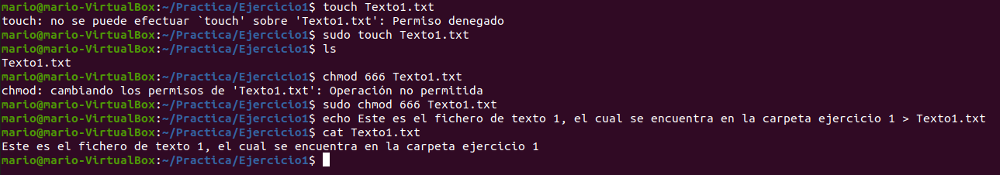 mario@mario-VirtualBox:~/Practica/Ejercicio1$ touch Texto1.txt
touch: no se puede efectuar `touch' sobre 'Texto1.txt': Permiso denegado
mario@mario-VirtualBox:~/Practica/Ejercicio1$ sudo touch Texto1.txt
mario@mario-VirtualBox:~/Practica/Ejercicio1$ ls
Texto1.txt
mario@mario-VirtualBox:~/Practica/Ejercicio1$ chmod 666 Texto1.txt
chmod: cambiando los permisos de 'Texto1.txt': Operación no permitida
mario@mario-VirtualBox:~/Practica/Ejercicio1$ sudo chmod 666 Texto1.txt
mario@mario-VirtualBox:~/Practica/Ejercicio1$ echo Este es el fichero de texto 1, el cual se encuentra en la carpeta ejercicio 1 > Texto1.txt
mario@mario-VirtualBox:~/Practica/Ejercicio1$ cat Texto1.txt
Este es el fichero de texto 1, el cual se encuentra en la carpeta ejercicio 1
mario@mario-VirtualBox:~/Practica/Ejercicio1$